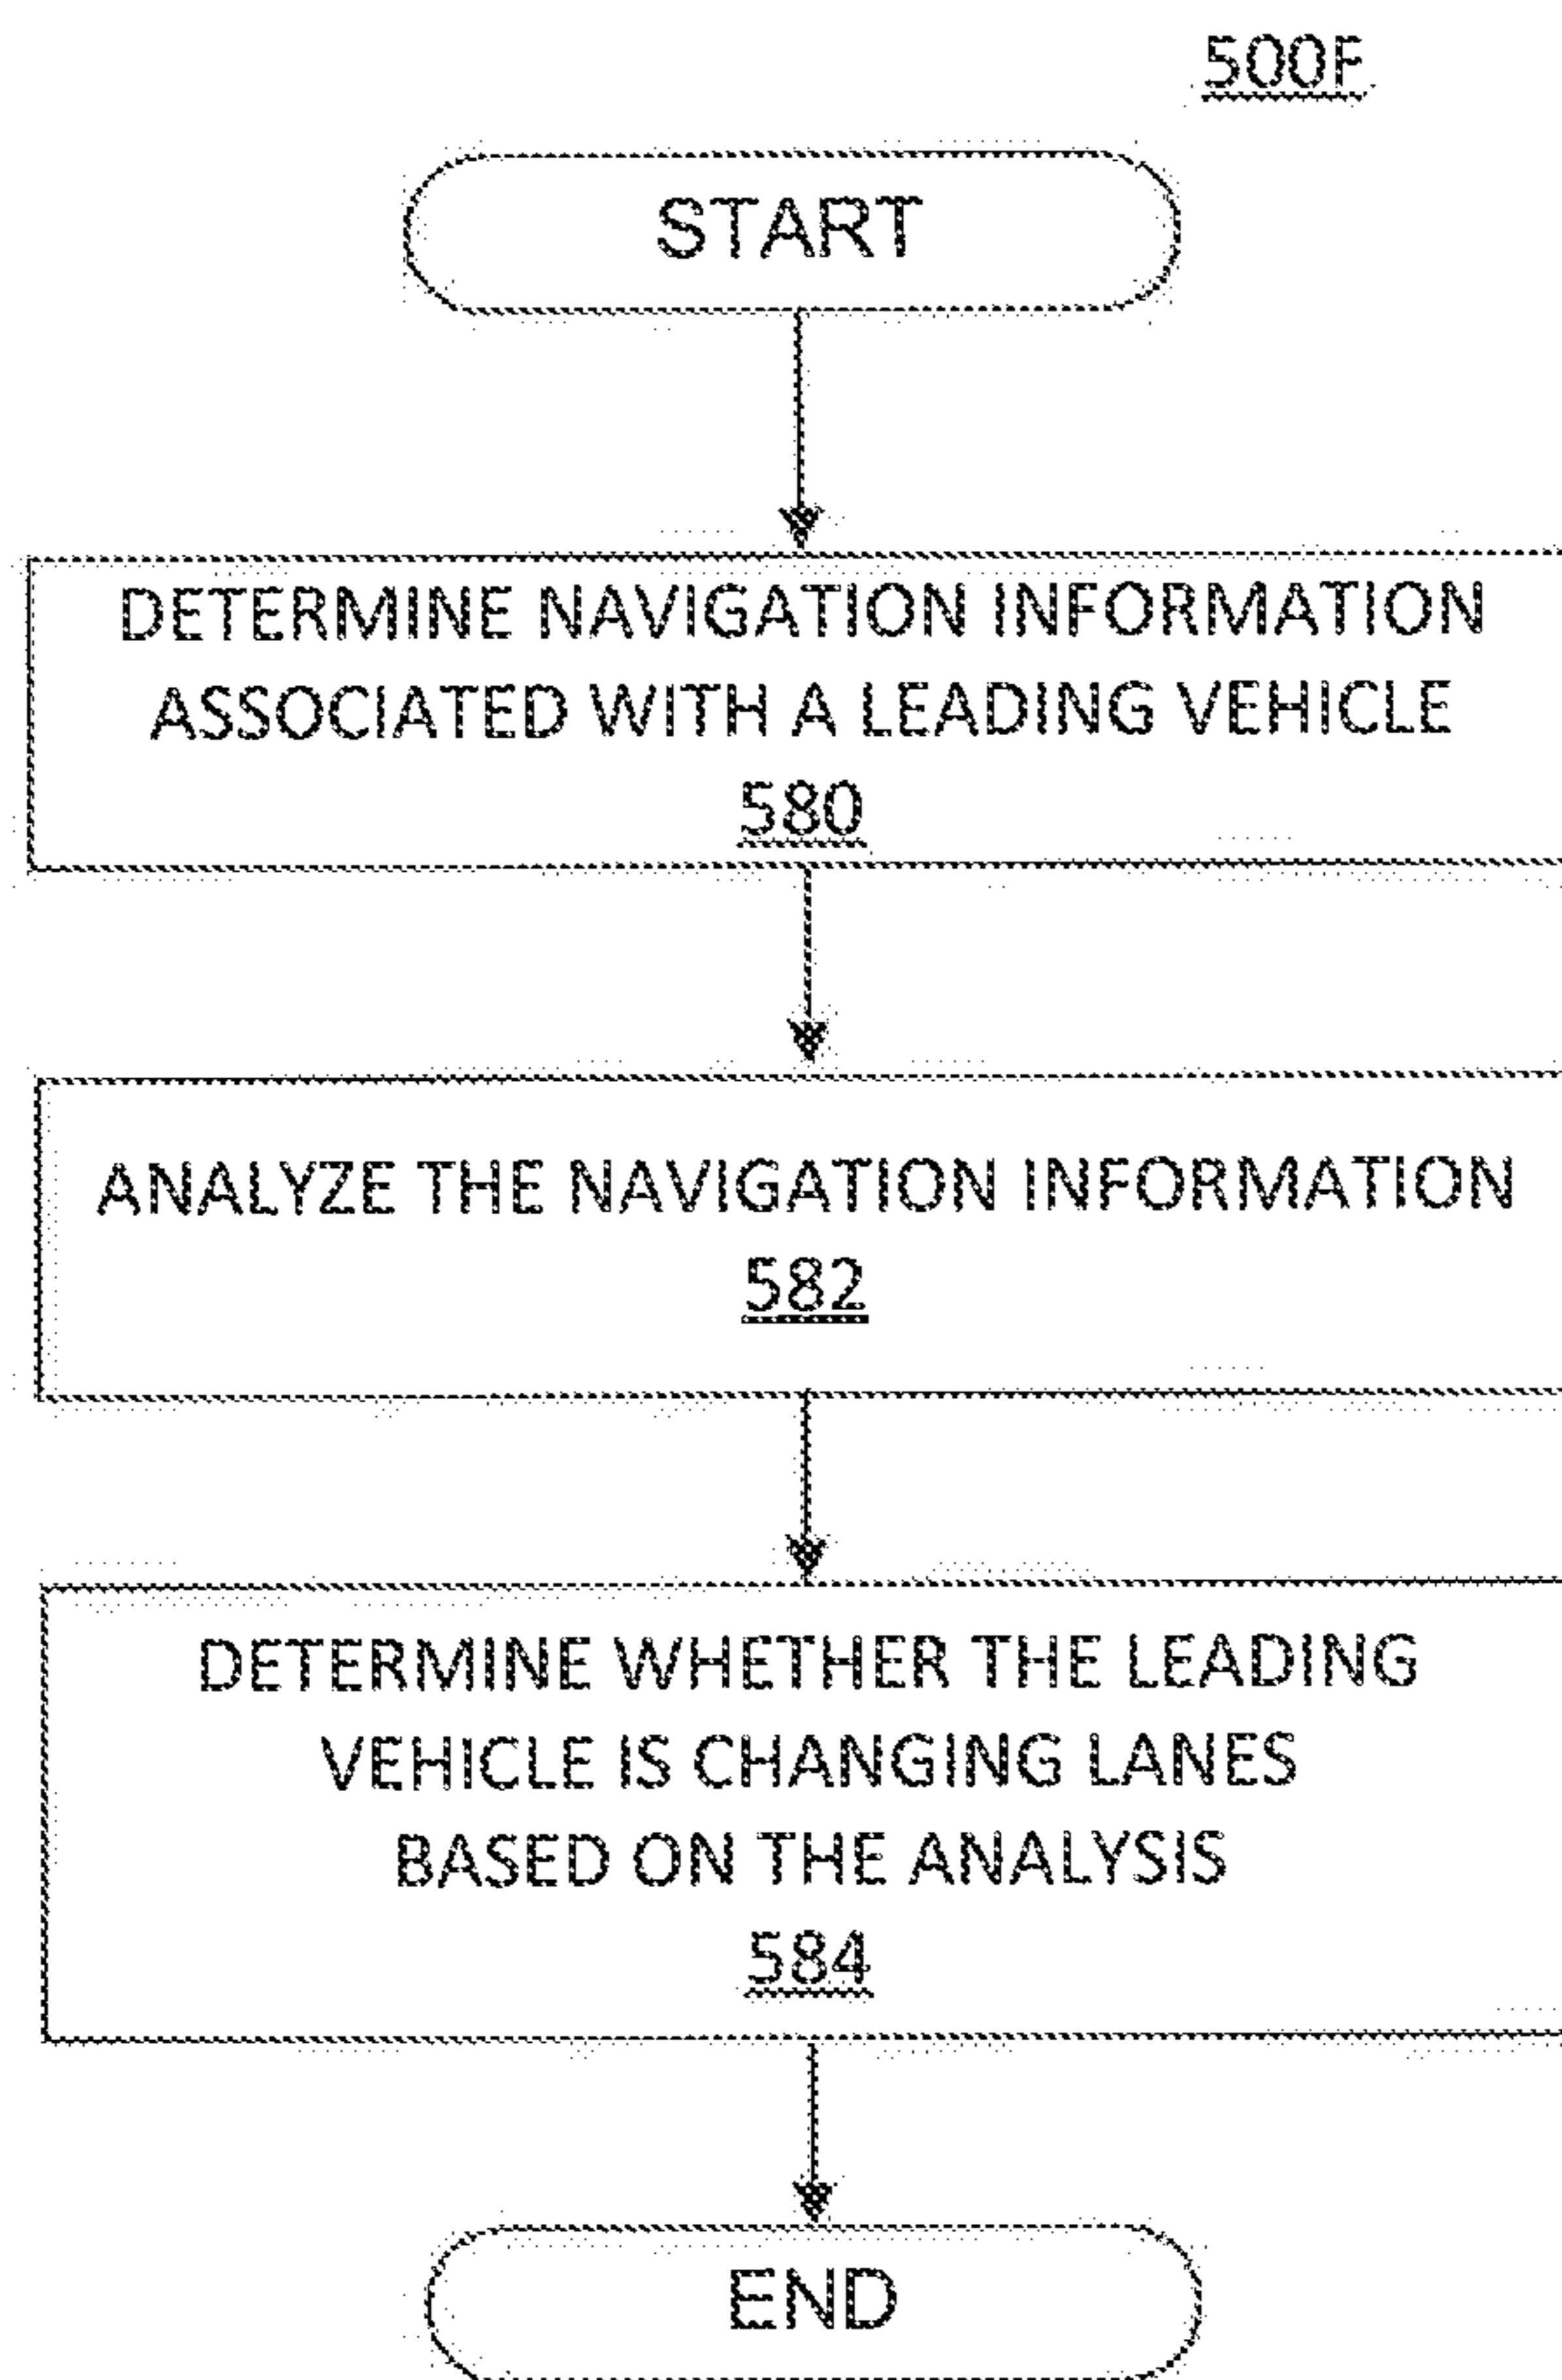 500F
START
DETERMINE NAVIGATION INFORMATION
ASSOCIATED WITH A LEADING VEHICLE
580
ANALYZE THE NAVIGATION INFORMATION
582
DETERMINE WHETHER THE LEADING
VEHICLE IS CHANGING LANES
BASED ON THE ANALYSIS
584
END